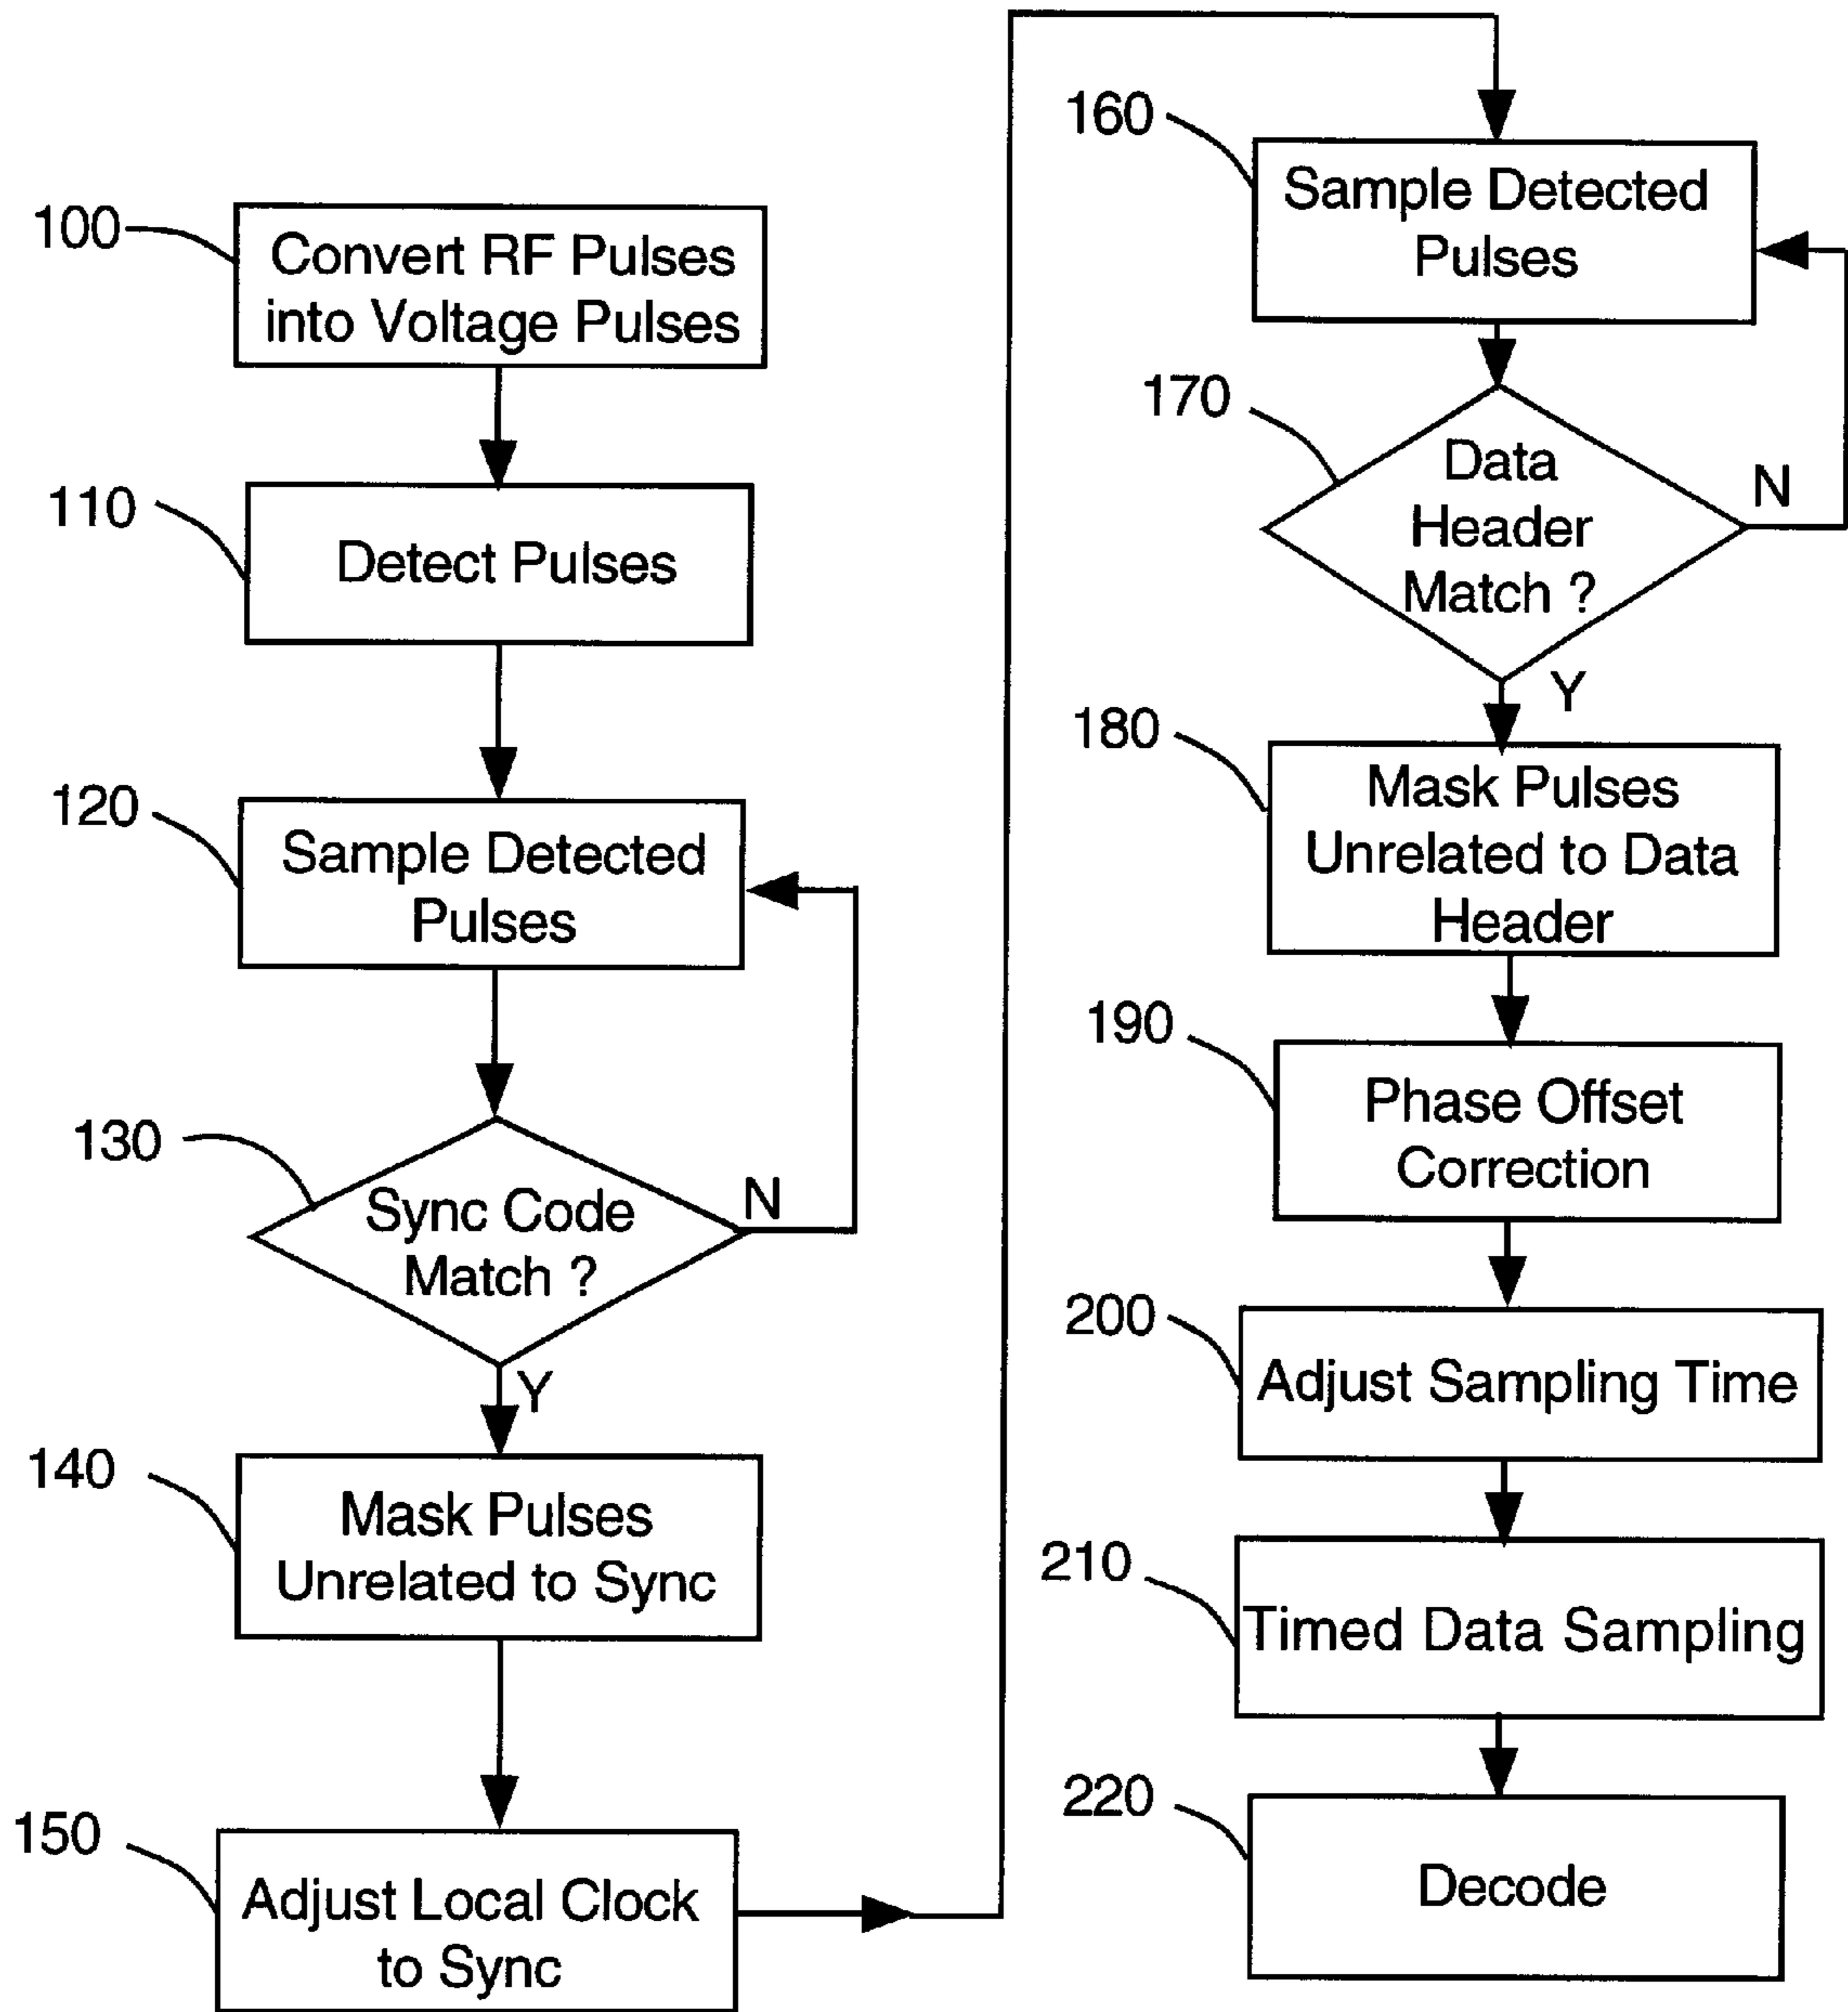 100
Convert RF Pulses
into Voltage Pulses
110
Detect Pulses
120
Sample Detected
Pulses
130
Sync Code
Match ?
N
Y
140
Mask Pulses
Unrelated to Sync
150
Adjust Local Clock
to Sync
160
Sample Detected
Pulses
170
Data
Header
Match ?
N
Y
180
Mask Pulses
Unrelated to Data
Header
190
Phase Offset
Correction
200
Adjust Sampling Time
210
Timed Data Sampling
220
Decode